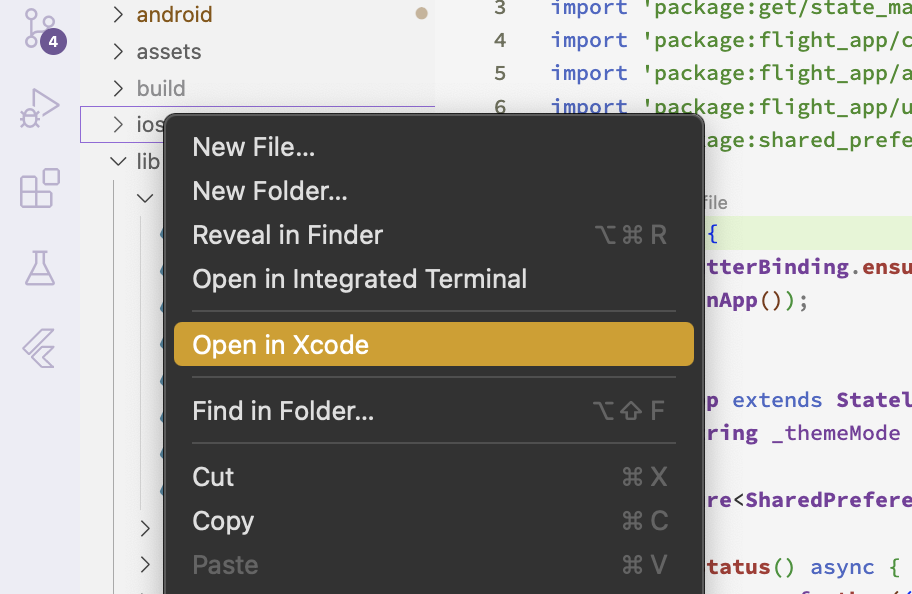 4
android
assets
build
ios
lib
3 import 'package:get/state_ma
4 import 'package:flight_app/c
5 import 'package:flight_app/a
6 import 'package:flight_app/u
age:shared_prefe
file
{
tterBinding.ensu
nApp());
p extends Statel
ring _themeMode
re<SharedPrefere
tatus() async {
New File...
New Folder...
Reveal in Finder ⌥⌘R
Open in Integrated Terminal
Open in Xcode
Find in Folder... ⌥⇧F
Cut ⌘X
Copy ⌘C
Paste ⌘V